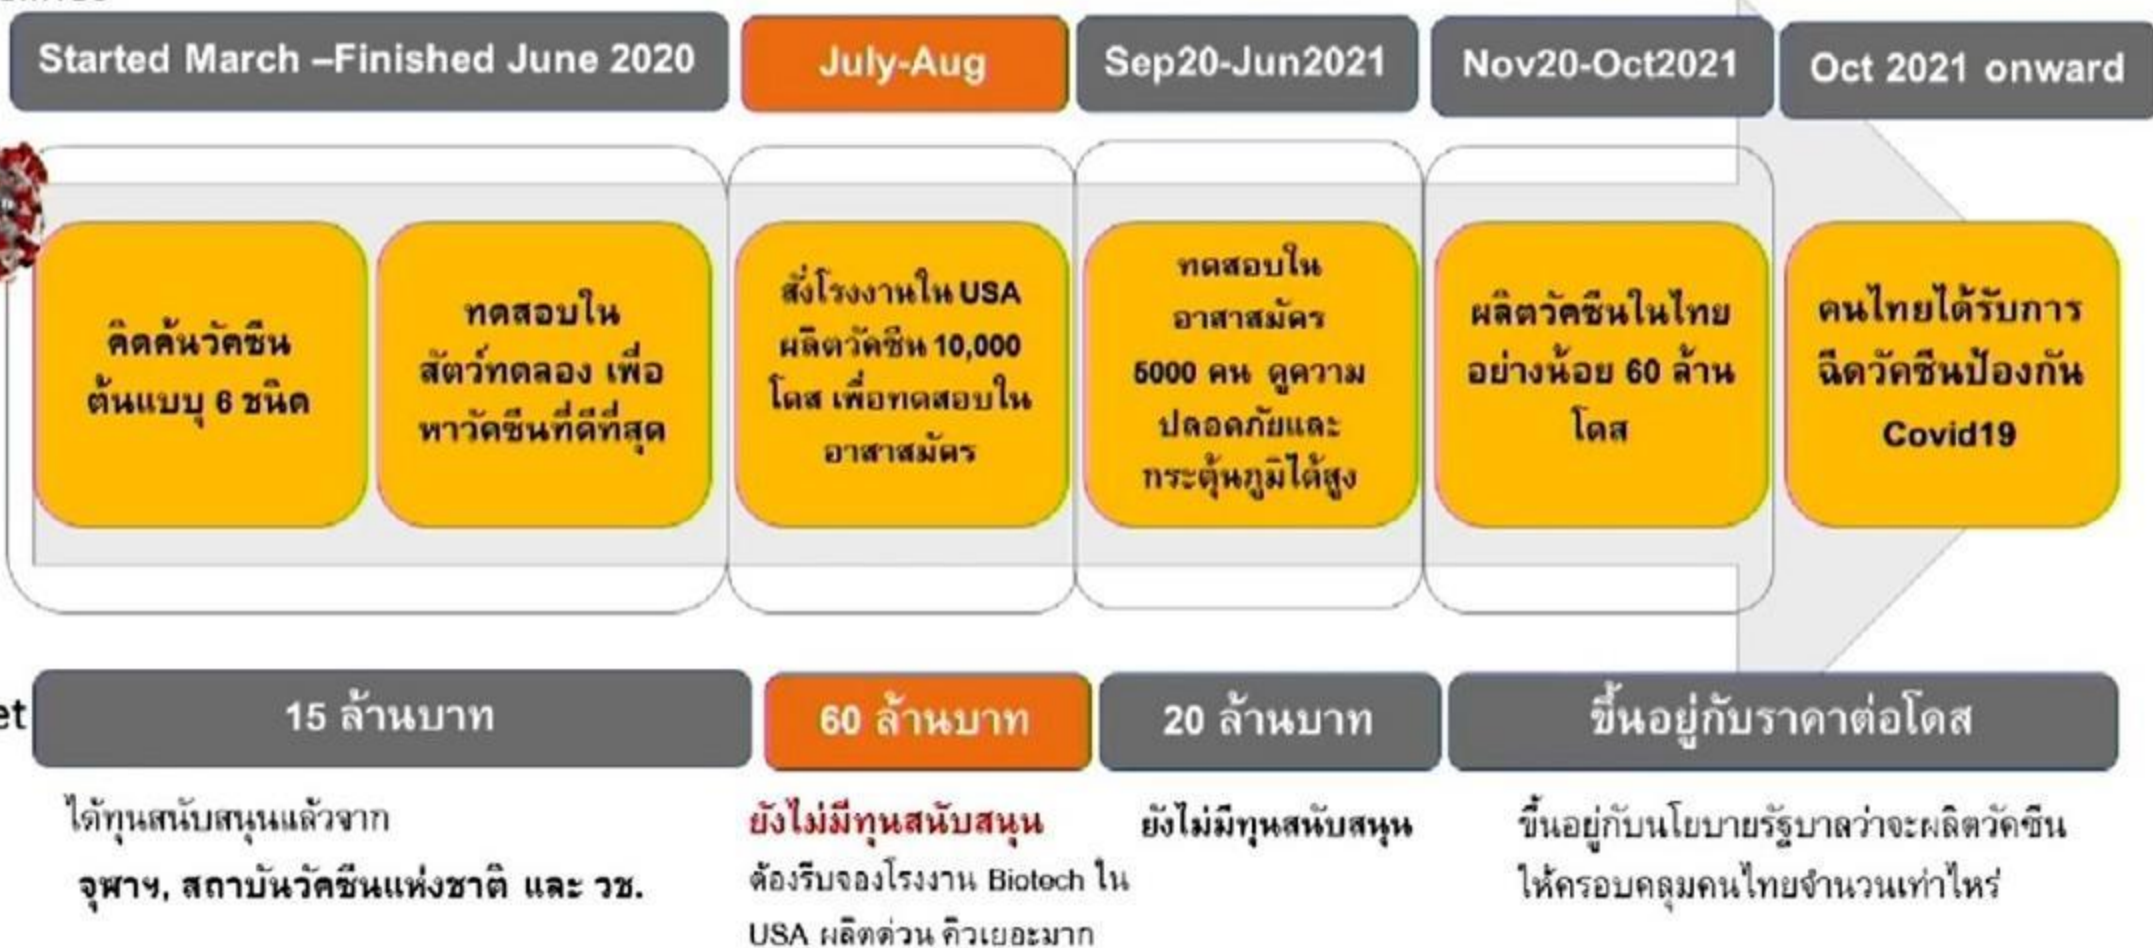 Started March –Finished June 2020
July-Aug
Sep20-Jun2021
Nov20-Oct2021
Oct 2021 onward
คิดค้นวัคซีน
ต้นแบบ 6 ชนิด
ทดสอบใน
สัตว์ทดลอง เพื่อ
หาวัคซีนที่ดีที่สุด
สั่งโรงงานใน USA
ผลิตวัคซีน 10,000
โดส เพื่อทดสอบใน
อาสาสมัคร
ทดสอบใน
อาสาสมัคร
5000 คน ดูความ
ปลอดภัยและ
กระตุ้นภูมิได้สูง
ผลิตวัคซีนในไทย
อย่างน้อย 60 ล้าน
โดส
คนไทยได้รับการ
ฉีดวัคซีนป้องกัน
Covid19
et
15 ล้านบาท
60 ล้านบาท
20 ล้านบาท
ขึ้นอยู่กับราคาต่อโดส
ได้ทุนสนับสนุนแล้วจาก
จุฬาฯ, สถาบันวัคซีนแห่งชาติ และ วช.
ยังไม่มีทุนสนับสนุน
ต้องรีบจองโรงงาน Biotech ใน
USA ผลิตด่วน คิวเยอะมาก
ยังไม่มีทุนสนับสนุน
ขึ้นอยู่กับนโยบายรัฐบาลว่าจะผลิตวัคซีน
ให้ครอบคลุมคนไทยจำนวนเท่าไหร่